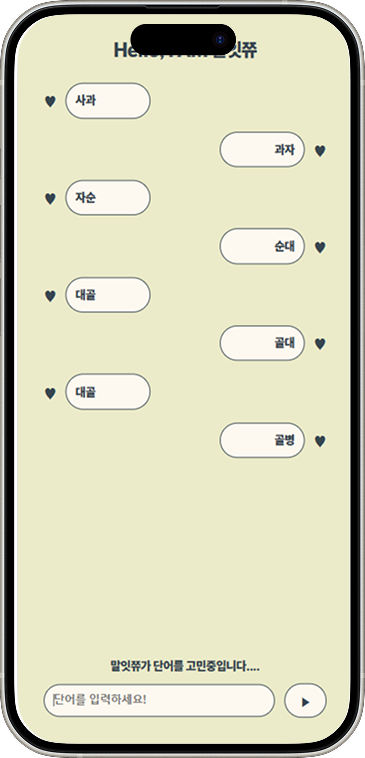 Hello, I Am 말잇쮸
사과
과자
자순
순대
대골
골대
대골
골병
말잇쮸가 단어를 고민중입니다....
단어를 입력하세요!